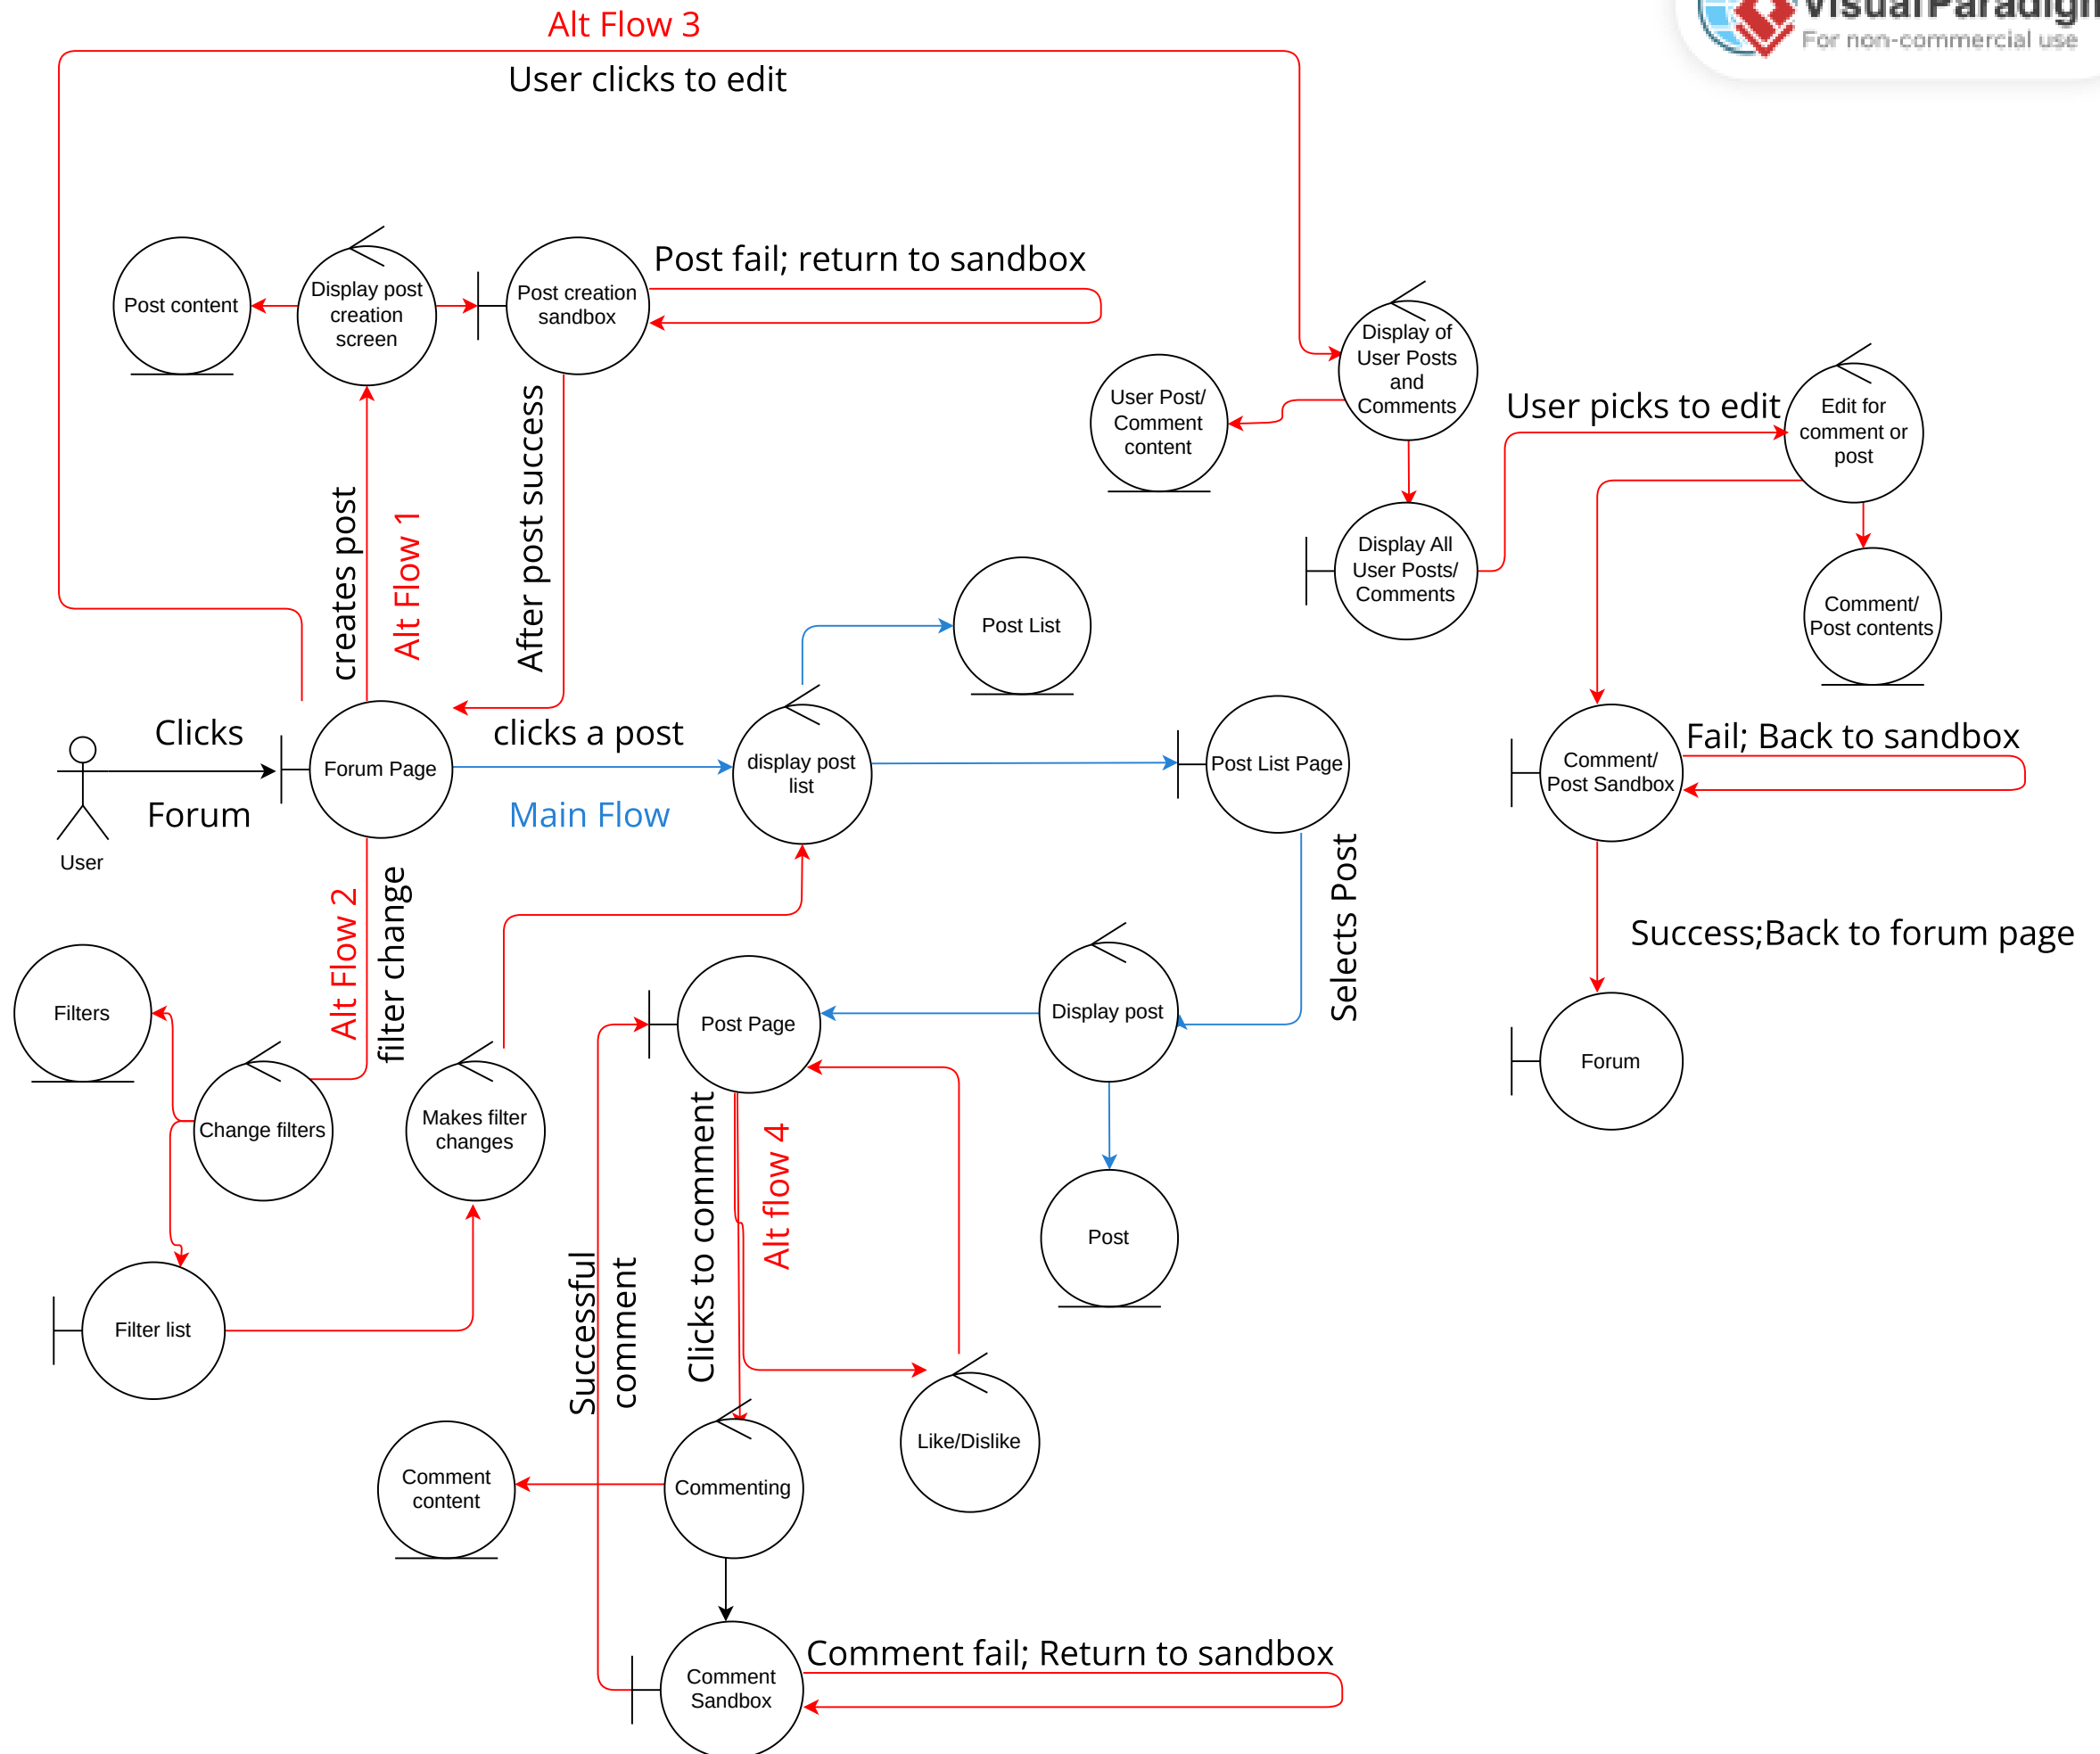 Alt Flow 3
User clicks to edit
For non-commercial use
Post content
Display post
creation
screen
Post creation
sandbox
Post fail; return to sandbox
Display of
User Posts
and
Comments
User Post/
Comment
content
User picks to edit
Edit for
comment or
post
creates post
Alt Flow 1
After post success
Display All
User Posts/
Comments
Comment/
Post contents
Post List
Clicks
Forum
User
Forum Page
clicks a post
Main Flow
display post
list
Post List Page
Comment/
Post Sandbox
Fail; Back to sandbox
Success;Back to forum page
Forum
Alt Flow 2
filter change
Selects Post
Filters
Change filters
Makes filter
changes
Post Page
Display post
Post
Filter list
Successful
comment
Clicks to comment
Alt flow 4
Like/Dislike
Comment
content
Commenting
Comment
Sandbox
Comment fail; Return to sandbox